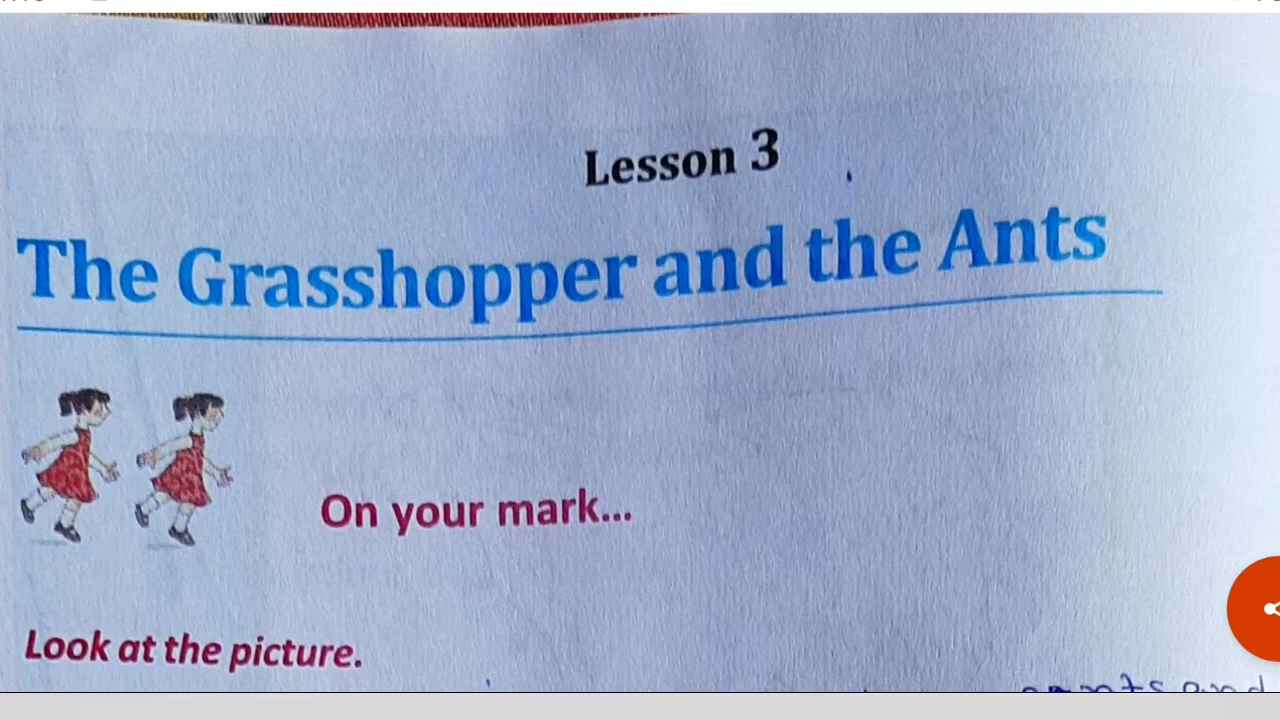 Lesson 3
The Grasshopper and the Ants
On your mark...
Look at the picture.